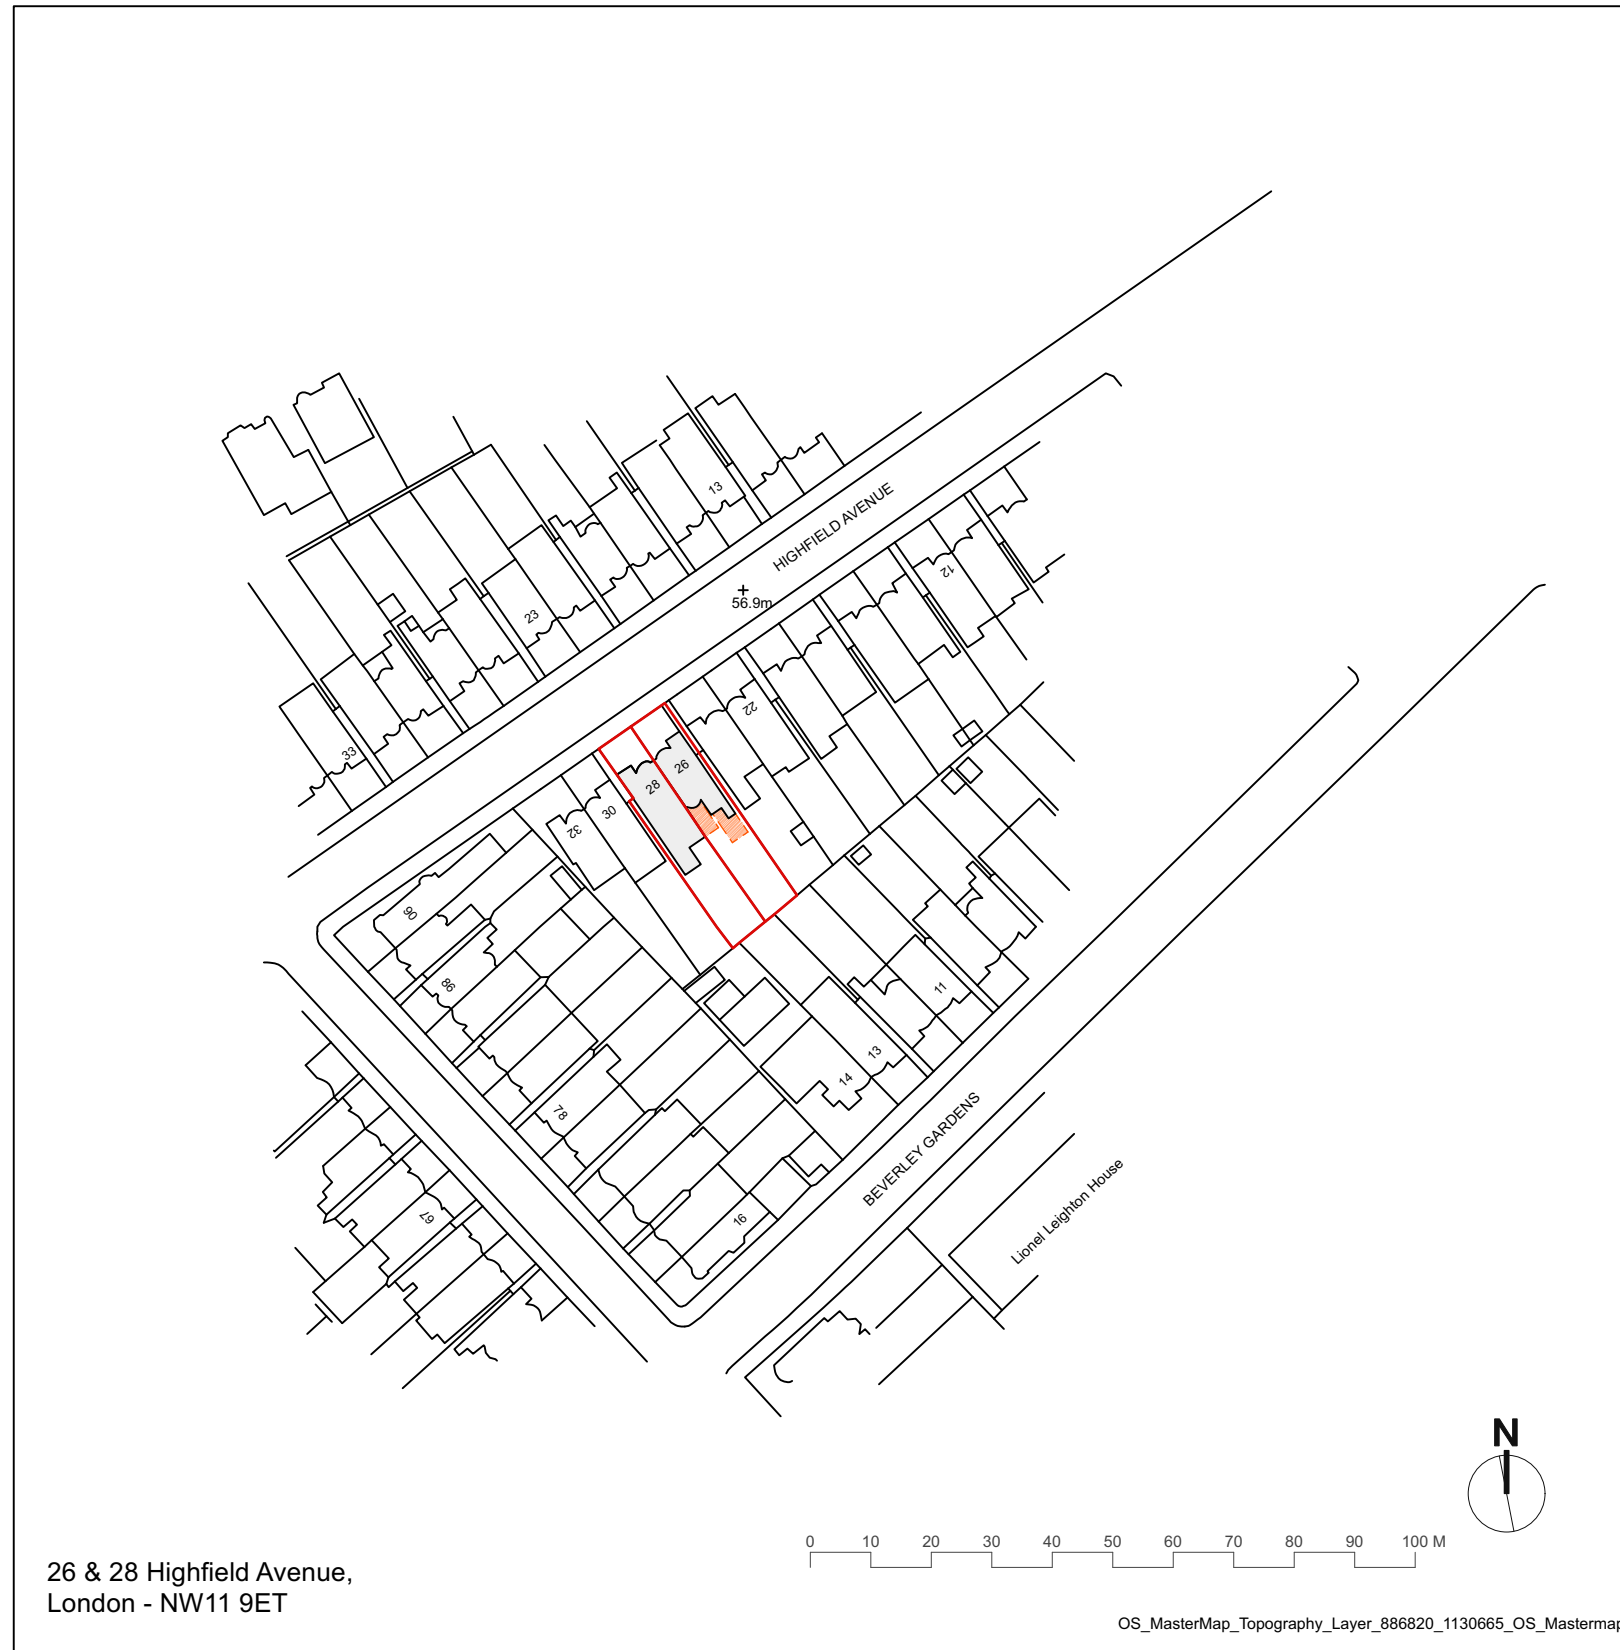 13
HIGHFIELD AVENUE
12
56.9m
23
22
33
26
28
30
32
90
86
11
13
14
78
BEVERLEY GARDENS
Lionel Leighton House
67
16
N
0 10 20 30 40 50 60 70 80 90 100 M
26 & 28 Highfield Avenue,
London - NW11 9ET
OS_MasterMap_Topography_Layer_886820_1130665_OS_Mastermap